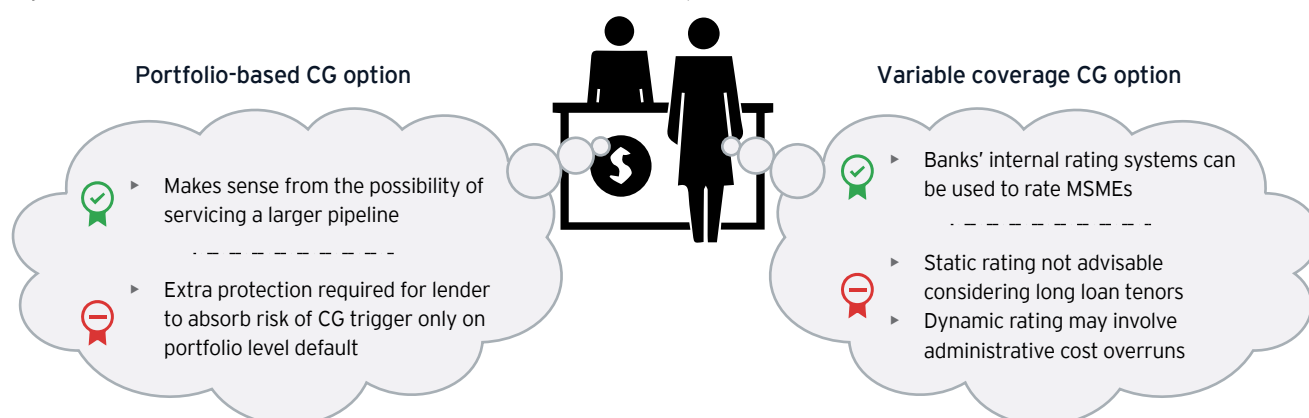 Portfolio-based CG option
Makes sense from the possibility of
servicing a larger pipeline
Extra protection required for lender
to absorb risk of CG trigger only on
portfolio level default
$
Variable coverage CG option
Banks' internal rating systems can
be used to rate MSMEs
Static rating not advisable
considering long loan tenors
Dynamic rating may involve
administrative cost overruns